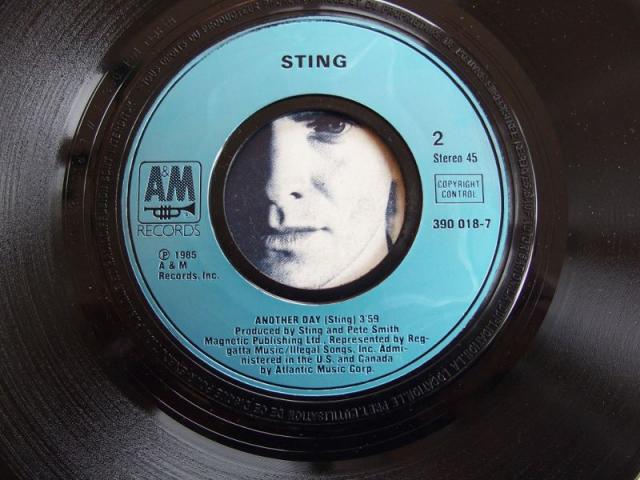 STING
2
Stereo 45
COPYRIGHT
CONTROL
390 018-7
A&M
RECORDS
℗ 1985
A & M
Records, Inc.
ANOTHER DAY (Sting) 3'59
Produced by Sting and Pete Smith
Magnetic Publishing Ltd., Represented by Reg-
gatta Music/Illegal Songs, Inc. Admi-
nistered in the U.S. and Canada
by Atlantic Music Corp.